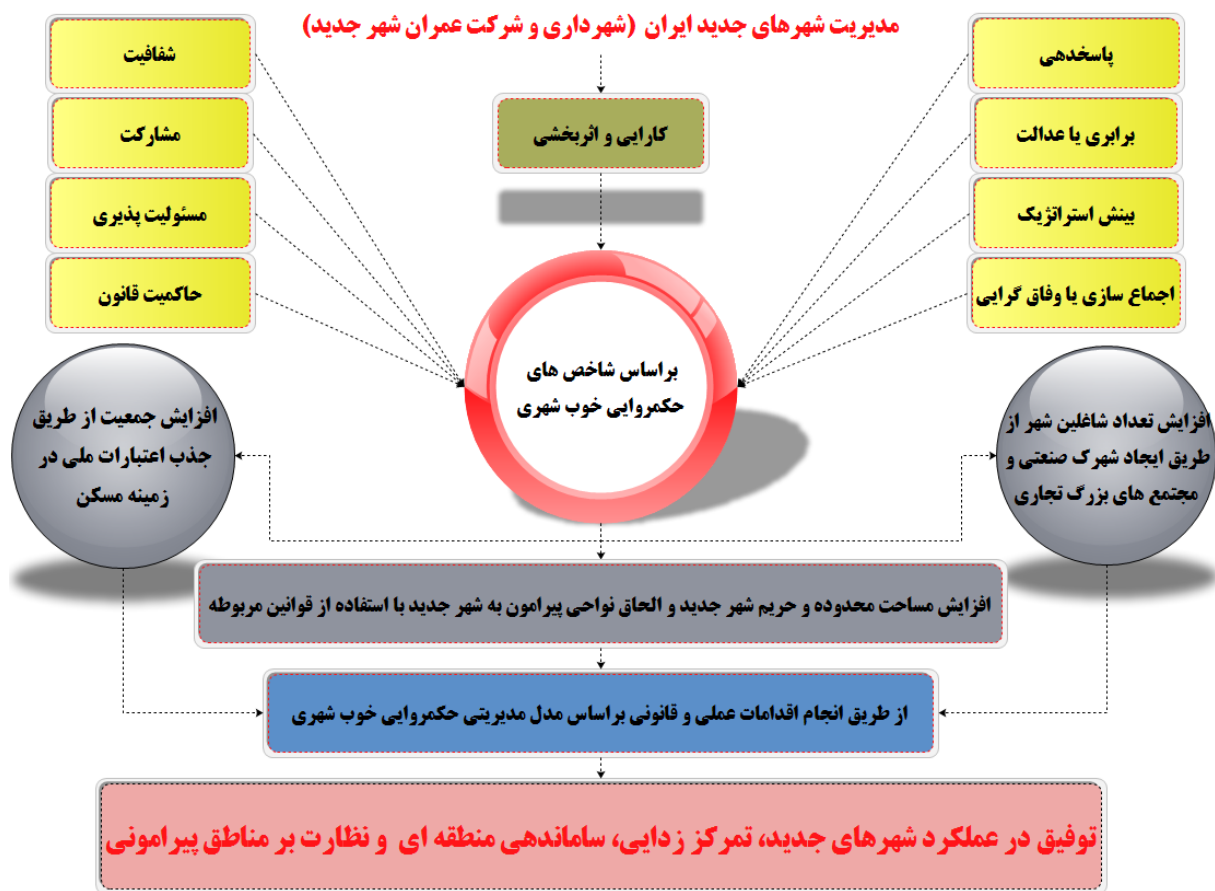 مدیریت شهرهای جدید ایران (شهرداری و شرکت عمران شهر جدید)
پاسخدهی
برابری یا عدالت
بینش استراتژیک
اجماع سازی یا وفاق گرایی
کارایی و اثربخشی
شفافیت
مشارکت
مسئولیت پذیری
حاکمیت قانون
براساس شاخص های
حکمروایی خوب شهری
افزایش تعداد شاغلین شهر از
طریق ایجاد شهرک صنعتی و
مجتمع های بزرگ تجاری
افزایش جمعیت از طریق
جذب اعتبارات ملی در
زمینه مسکن
افزایش مساحت محدوده و حریم شهر جدید و الحاق نواحی پیرامون به شهر جدید با استفاده از قوانین مربوطه
از طریق انجام اقدامات عملی و قانونی براساس مدل مدیریتی حکمروایی خوب شهری
توفیق در عملکرد شهرهای جدید، تمرکز زدایی، ساماندهی منطقه ای و نظارت بر مناطق پیرامونی